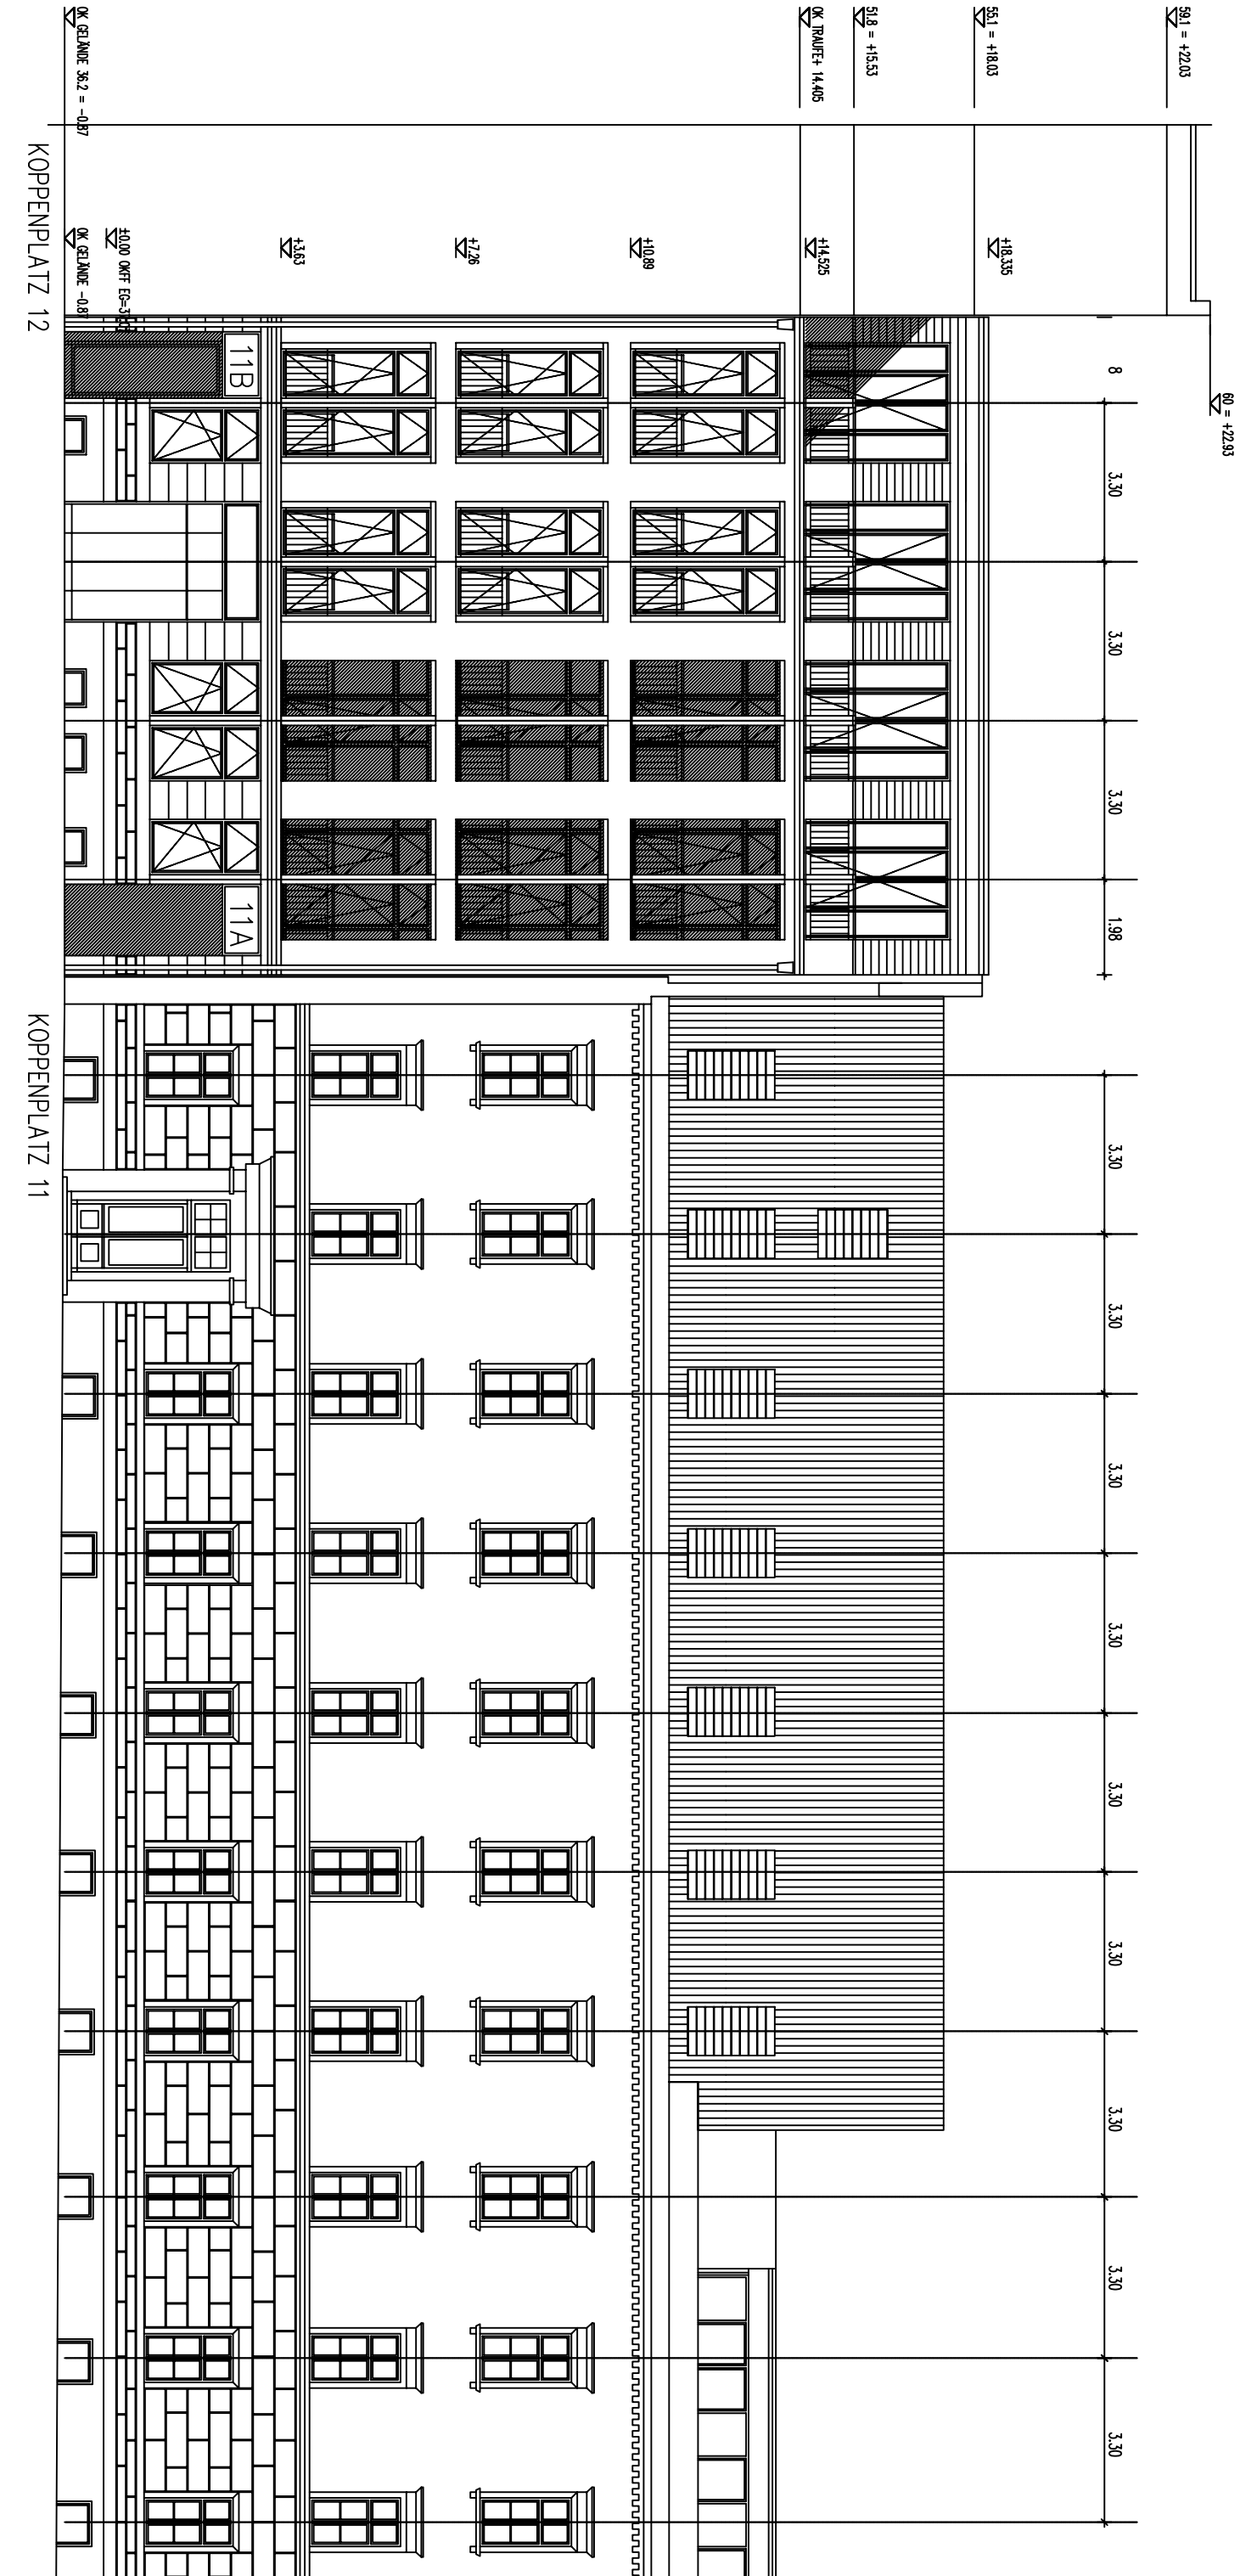 59.1 = +22.03
55.1 = +18.03
51.8 = +15.53
OK TRAUFE+ 14.405
OK GELÄNDE 36.2 = -0.87
60 = +22.93
+18.335
+14.525
+10.89
+7.26
+3.63
±0.00 OKFF EG=
OK GELÄNDE -0.87
8
3.30
3.30
3.30
1.98
3.30
3.30
3.30
3.30
3.30
3.30
3.30
3.30
3.30
11B
11A
KOPPENPLATZ 12
KOPPENPLATZ 11